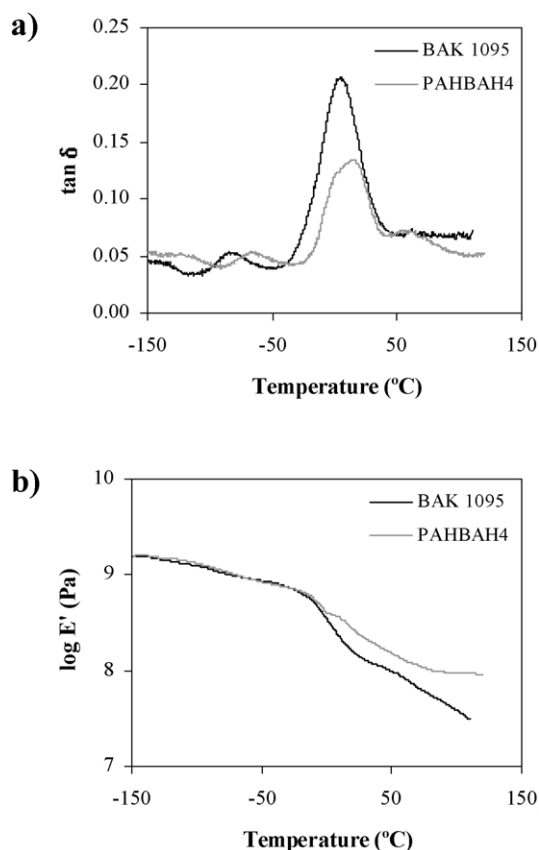 a)
0.25
0.20
0.15
0.10
0.05
0.00
tan δ
BAK 1095
PAHBAH4
-150
-50
50
150
Temperature (ºC)
b)
10
9
8
7
log E' (Pa)
BAK 1095
PAHBAH4
-150
-50
50
150
Temperature (ºC)